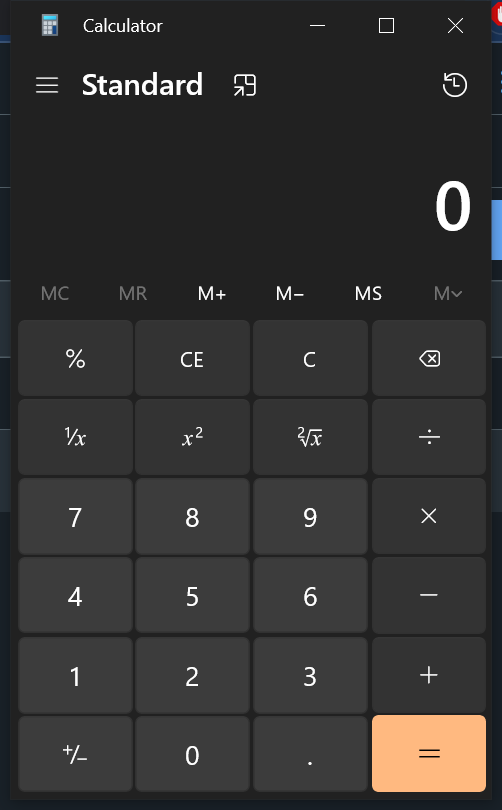 Calculator
Standard
0
MC MR M+ M− MS M
% CE C
¹/x x² ²√x ÷
7 8 9 ×
4 5 6 −
1 2 3 +
+/− 0 . =